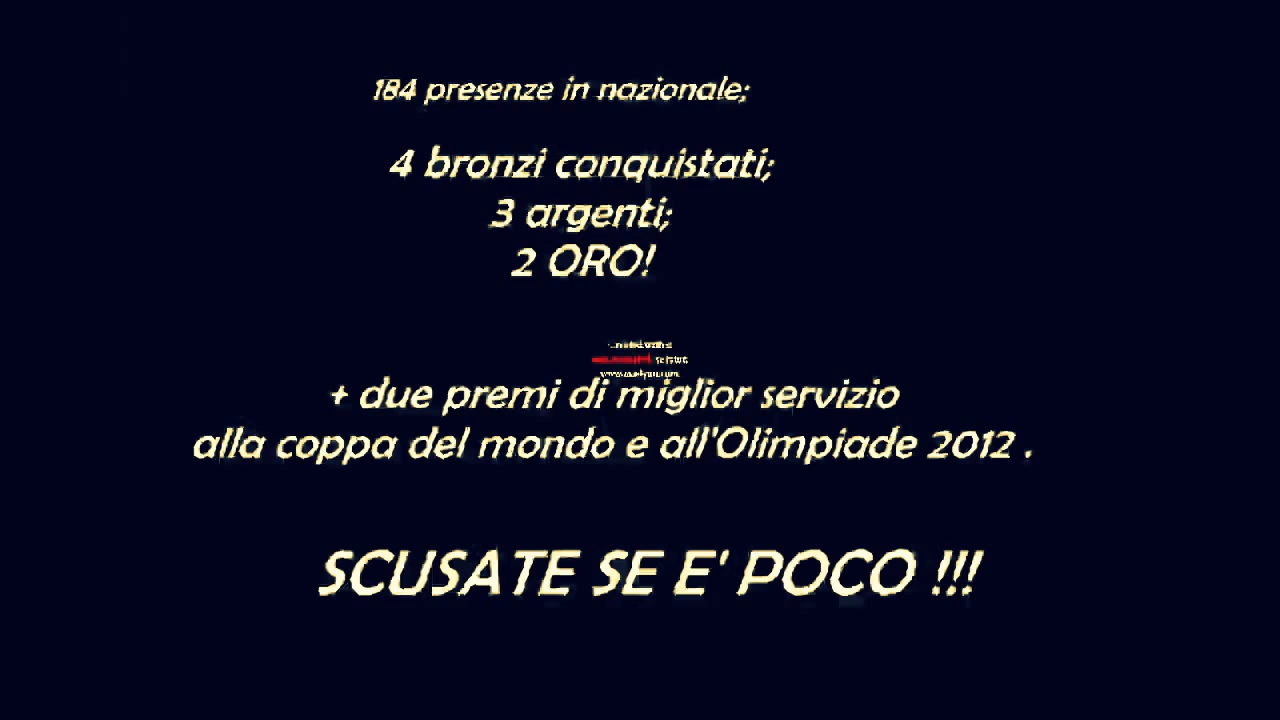 184 presenze in nazionale;
4 bronzi conquistati;
3 argenti;
2 ORO!
+ due premi di miglior servizio
alla coppa del mondo e all'Olimpiade 2012 .
SCUSATE SE E' POCO !!!